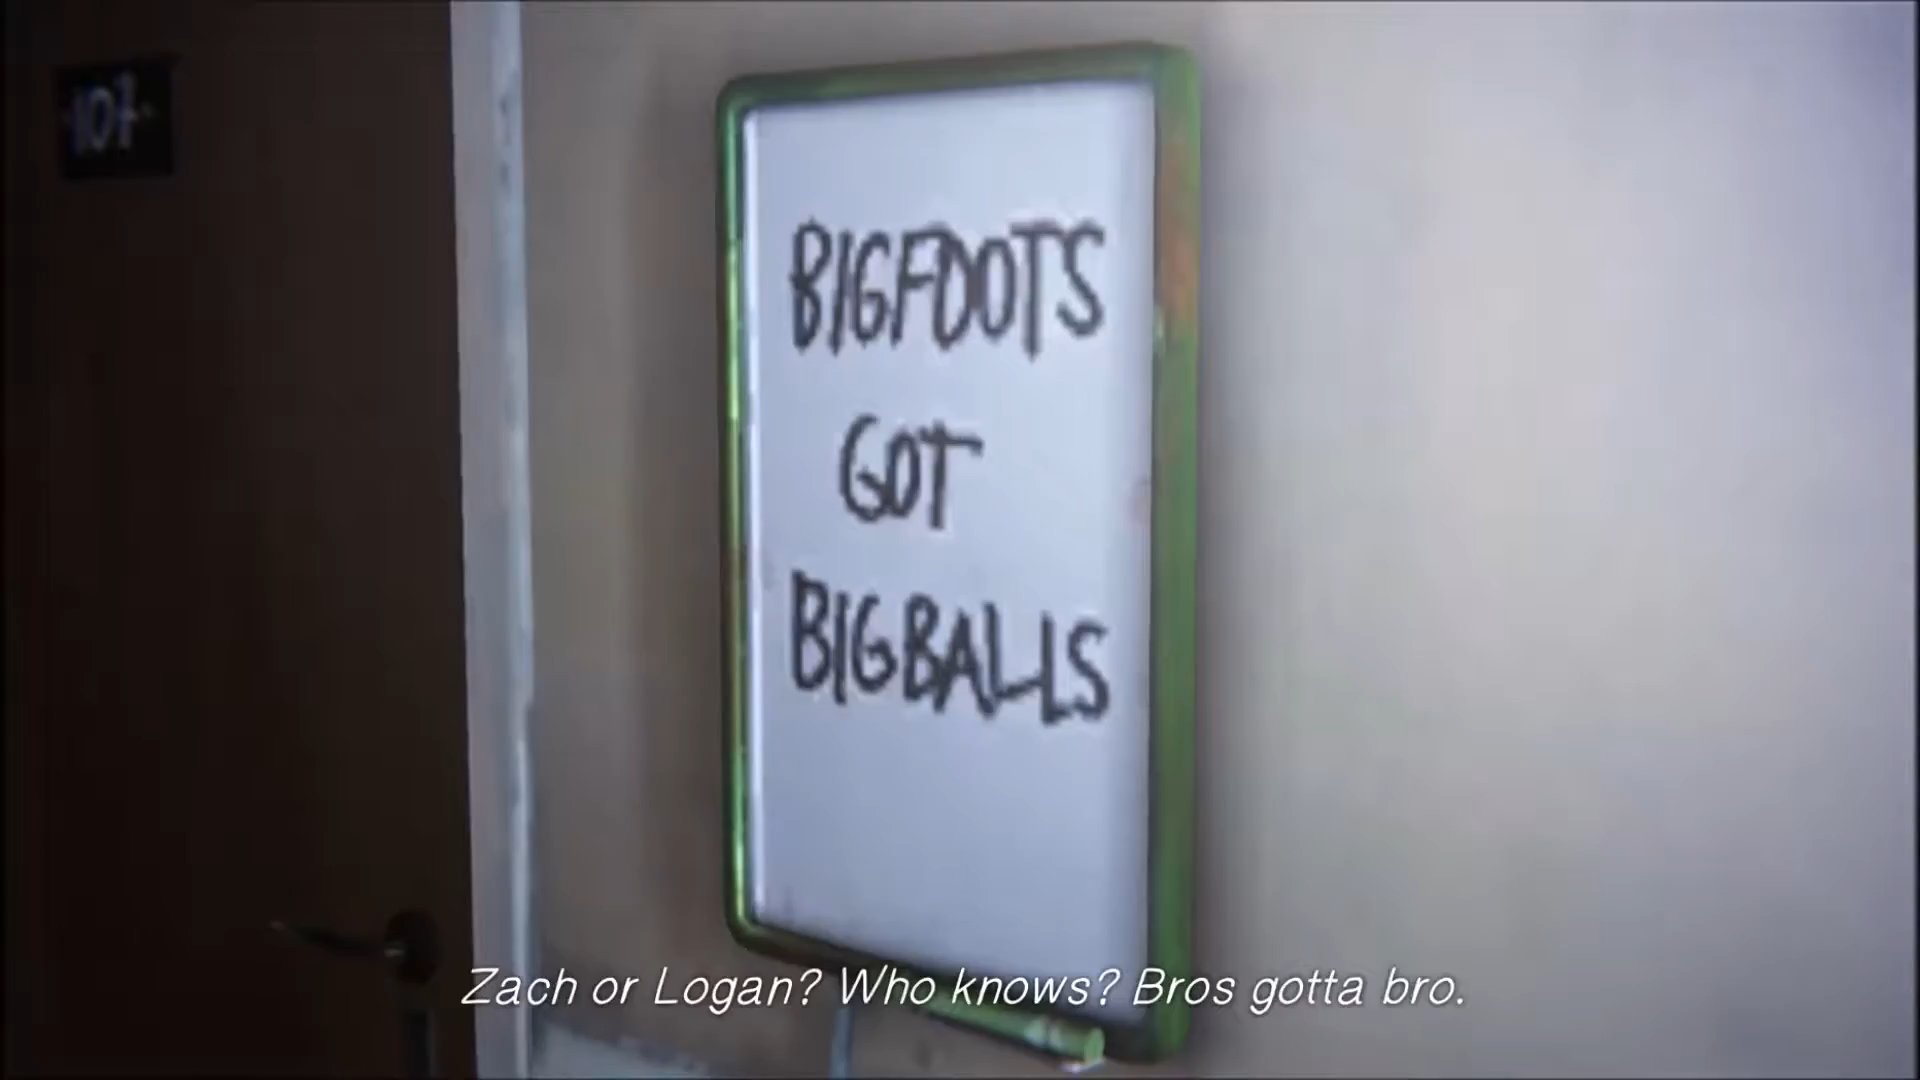 107
BIGFOOTS
GOT
BIGBALLS
Zach or Logan? Who knows? Bros gotta bro.